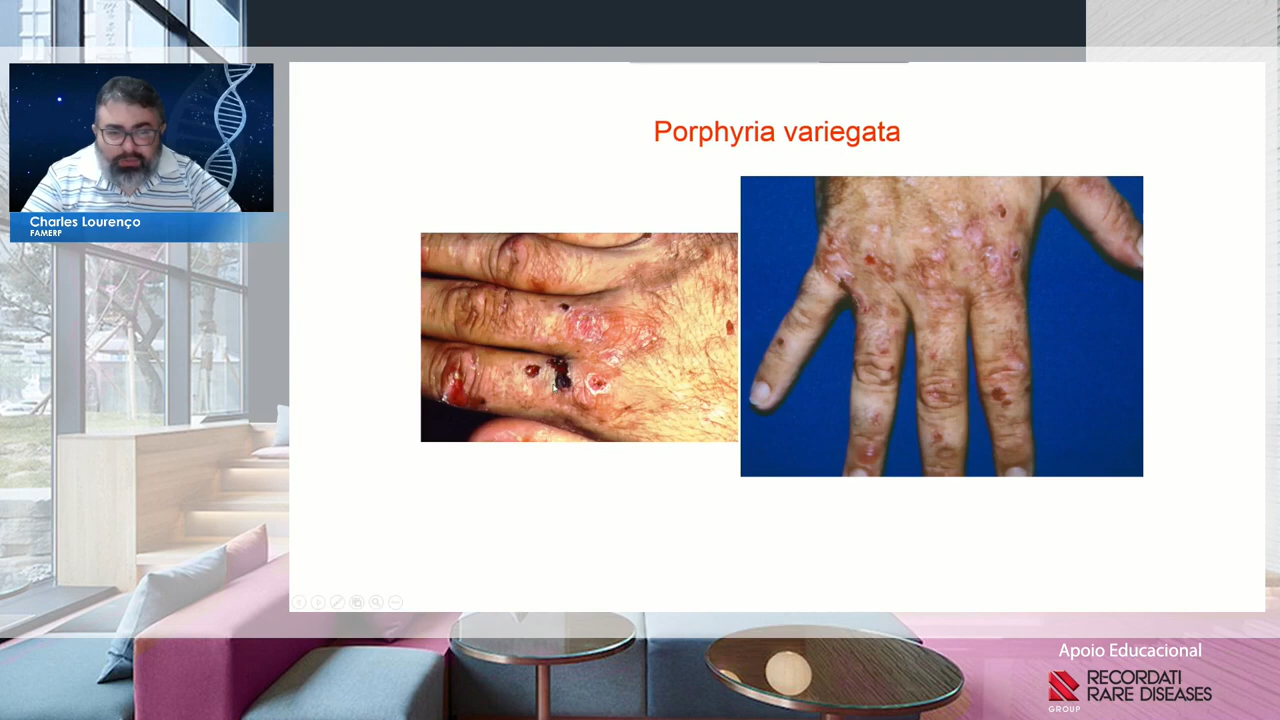 Porphyria variegata
Charles Lourenço
FAMERP
Apoio Educacional
RECORDATI
RARE DISEASES
GROUP